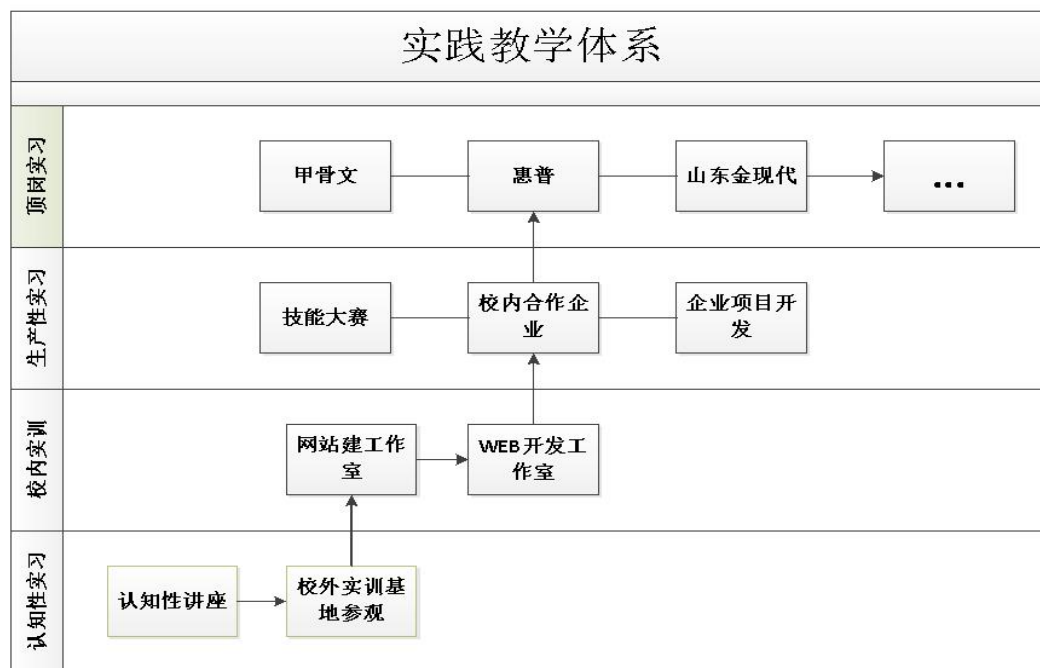 实践教学体系
顶岗实习
甲骨文
惠普
山东金现代
...
生产性实习
技能大赛
校内合作企
业
企业项目开
发
校内实训
网站建工作
室
WEB开发工
作室
认知性实习
认知性讲座
校外实训基
地参观